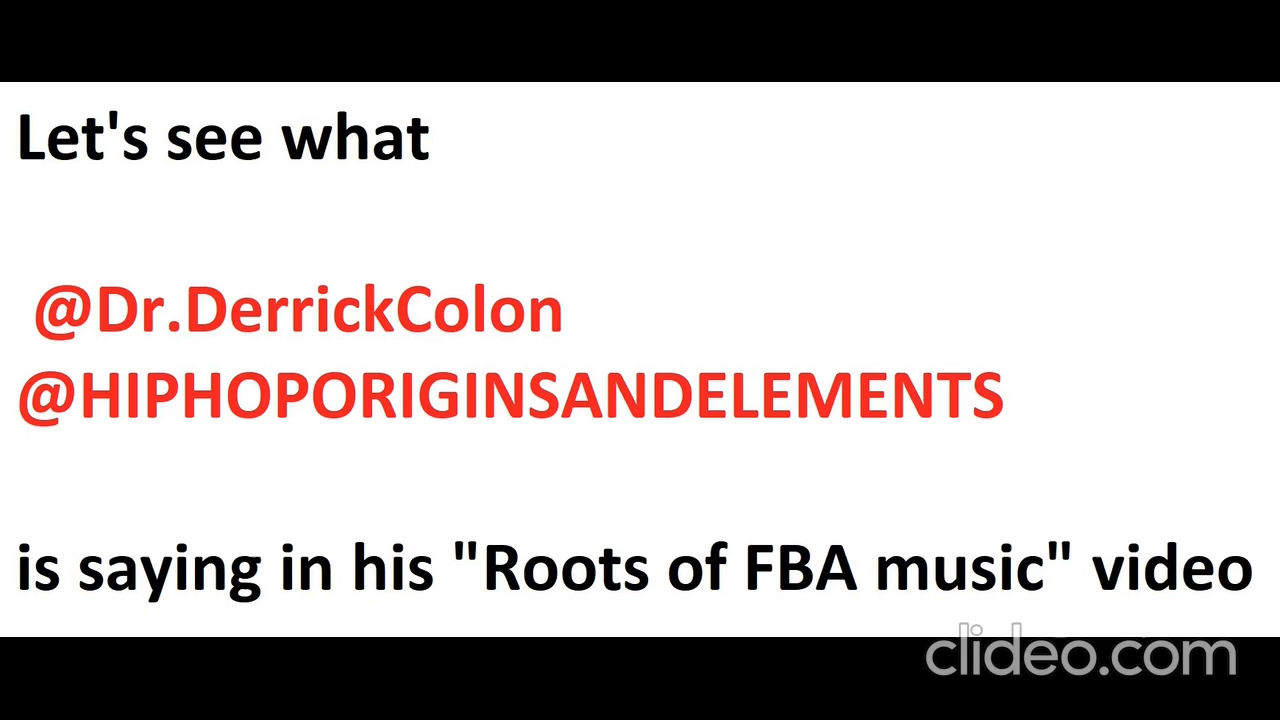 Let's see what
@Dr.DerrickColon
@HIPHOPORIGINSANDELEMENTS
is saying in his "Roots of FBA music" video
clideo.com